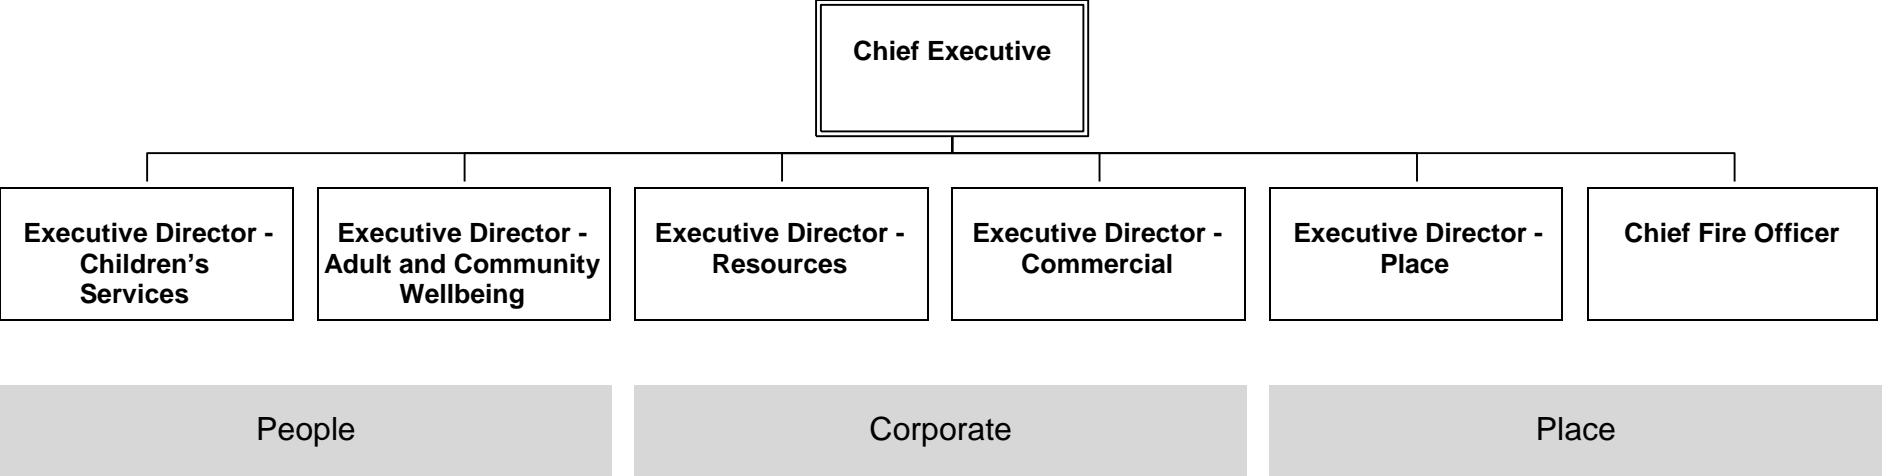 Chief Executive
Executive Director -
Children's
Services
Executive Director -
Adult and Community
Wellbeing
Executive Director -
Resources
Executive Director -
Commercial
Executive Director -
Place
Chief Fire Officer
People
Corporate
Place